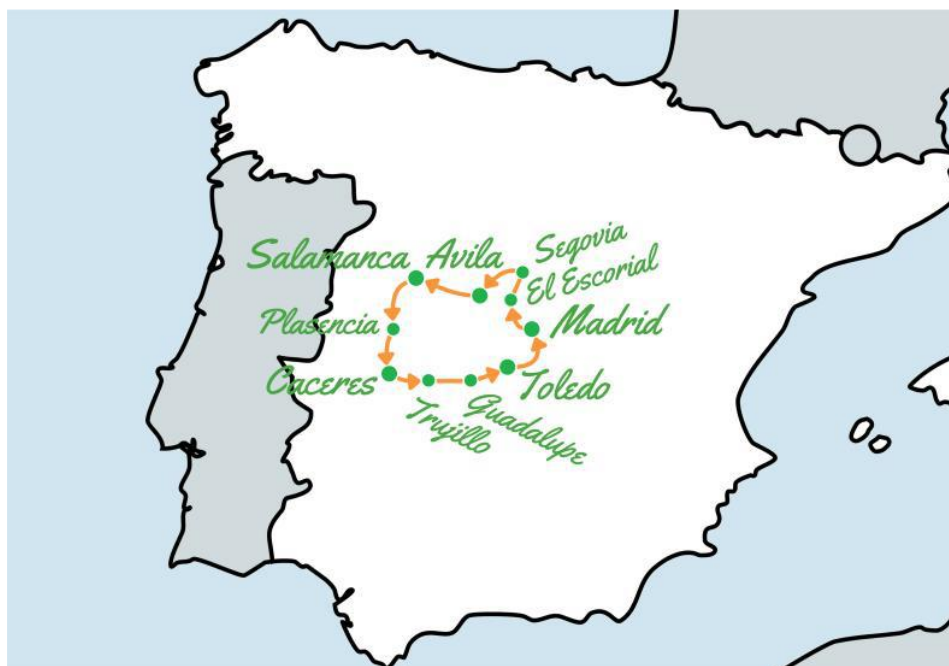 Segovia
Salamanca Avila
El Escorial
Plasencia
Madrid
Caceres
Toledo
Trujillo
Guadalupe